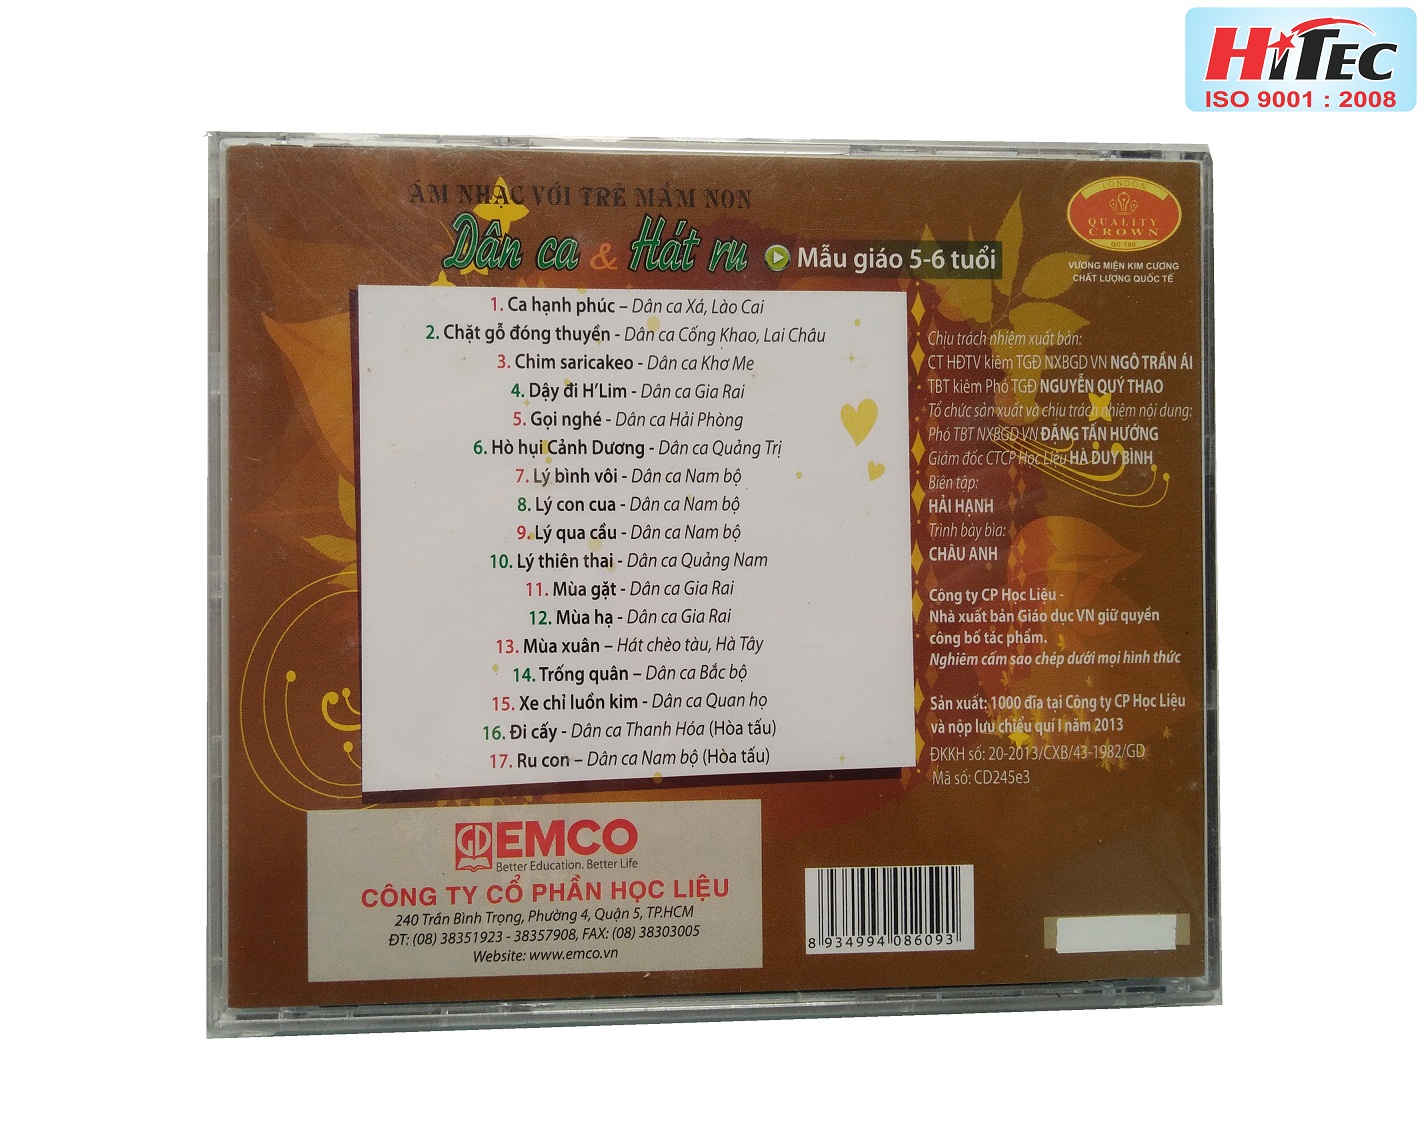 HiTEC
ISO 9001 : 2008
ÂM NHẠC VỚI TRẺ MẦM NON
Dân ca & Hát ru
Mẫu giáo 5-6 tuổi
LONDON
QUALITY
CROWN
QC 100
VƯƠNG MIỆN KIM CƯƠNG
CHẤT LƯỢNG QUỐC TẾ
1. Ca hạnh phúc – Dân ca Xá, Lào Cai
2. Chặt gỗ đóng thuyền - Dân ca Cống Khao, Lai Châu
3. Chim saricakeo - Dân ca Khơ Me
4. Dậy đi H'Lim - Dân ca Gia Rai
5. Gọi nghé - Dân ca Hải Phòng
6. Hò hụi Cảnh Dương - Dân ca Quảng Trị
7. Lý bình vôi - Dân ca Nam bộ
8. Lý con cua - Dân ca Nam bộ
9. Lý qua cầu - Dân ca Nam bộ
10. Lý thiên thai - Dân ca Quảng Nam
11. Mùa gặt - Dân ca Gia Rai
12. Mùa hạ - Dân ca Gia Rai
13. Mùa xuân – Hát chèo tàu, Hà Tây
14. Trống quân – Dân ca Bắc bộ
15. Xe chỉ luồn kim - Dân ca Quan họ
16. Đi cấy - Dân ca Thanh Hóa (Hòa tấu)
17. Ru con – Dân ca Nam bộ (Hòa tấu)
Chịu trách nhiệm xuất bản:
CT HĐTV kiêm TGĐ NXBGD VN NGÔ TRẦN ÁI
TBT kiêm Phó TGĐ NGUYỄN QUÝ THAO
Tổ chức sản xuất và chịu trách nhiệm nội dung:
Phó TBT NXBGD VN ĐẶNG TẤN HƯỚNG
Giám đốc CTCP Học Liệu HÀ DUY BÌNH
Biên tập:
HẢI HẠNH
Trình bày bìa:
CHÂU ANH
Công ty CP Học Liệu -
Nhà xuất bản Giáo dục VN giữ quyền
công bố tác phẩm.
Nghiêm cấm sao chép dưới mọi hình thức
Sản xuất: 1000 đĩa tại Công ty CP Học Liệu
và nộp lưu chiểu quí I năm 2013
ĐKKH số: 20-2013/CXB/43-1982/GD
Mã số: CD245e3
GD EMCO
Better Education. Better Life
CÔNG TY CỔ PHẦN HỌC LIỆU
240 Trần Bình Trọng, Phường 4, Quận 5, TP.HCM
ĐT: (08) 38351923 - 38357908, FAX: (08) 38303005
Website: www.emco.vn
8 934994 086093